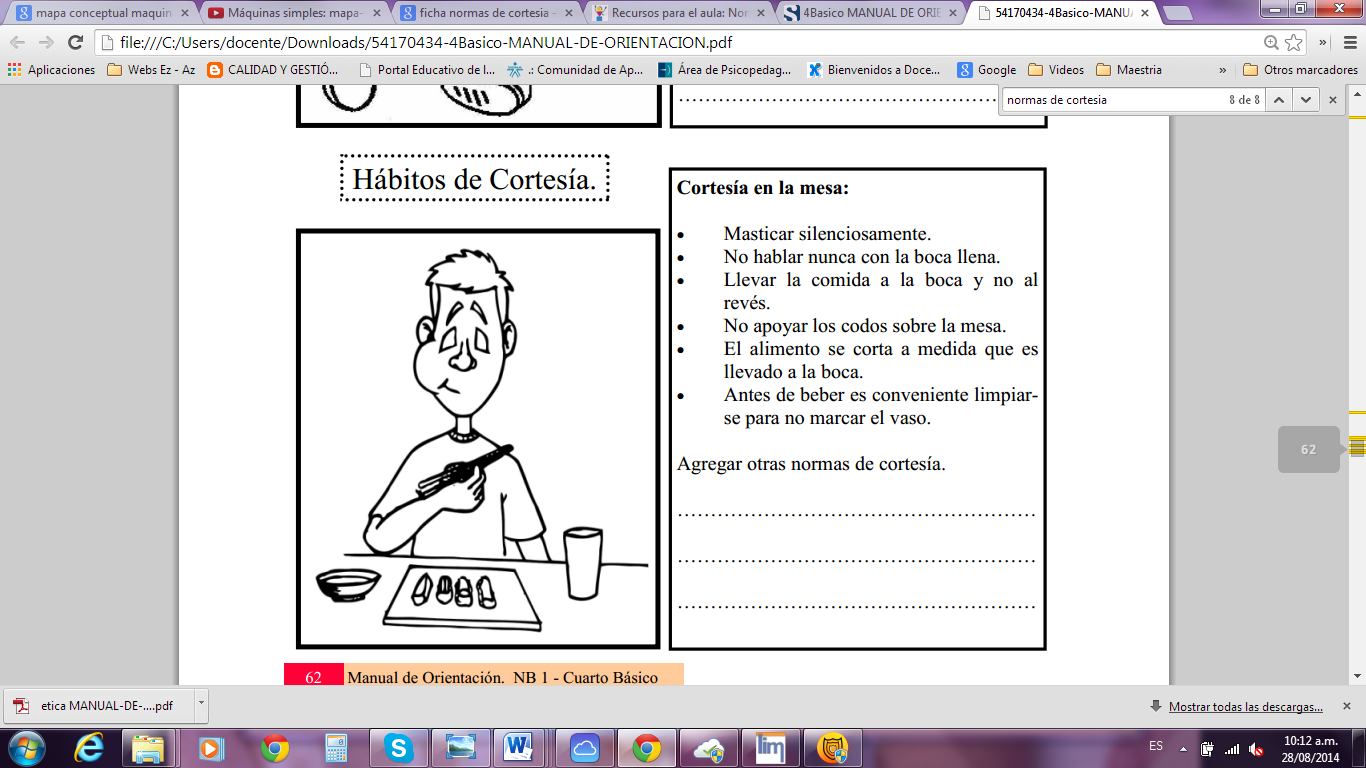 mapa conceptual maquin
Máquinas simples: mapa-
ficha normas de cortesia -
Recursos para el aula: Nor
4Basico MANUAL DE ORIE
54170434-4Basico-MANUA
file:///C:/Users/docente/Downloads/54170434-4Basico-MANUAL-DE-ORIENTACION.pdf
Aplicaciones
Webs Ez - Az
CALIDAD Y GESTIÓ...
Portal Educativo de l...
.: Comunidad de Ap...
Área de Psicopedag...
Bienvenidos a Doce...
Google
Videos
Maestria
»
Otros marcadores
normas de cortesia
8 de 8
Hábitos de Cortesía.
Cortesía en la mesa:
• Masticar silenciosamente.
• No hablar nunca con la boca llena.
• Llevar la comida a la boca y no al
revés.
• No apoyar los codos sobre la mesa.
• El alimento se corta a medida que es
llevado a la boca.
• Antes de beber es conveniente limpiar-
se para no marcar el vaso.
Agregar otras normas de cortesía.
62
62 Manual de Orientación. NB 1 - Cuarto Básico
etica MANUAL-DE-....pdf
Mostrar todas las descargas...
lim
ES
10:12 a.m.
28/08/2014